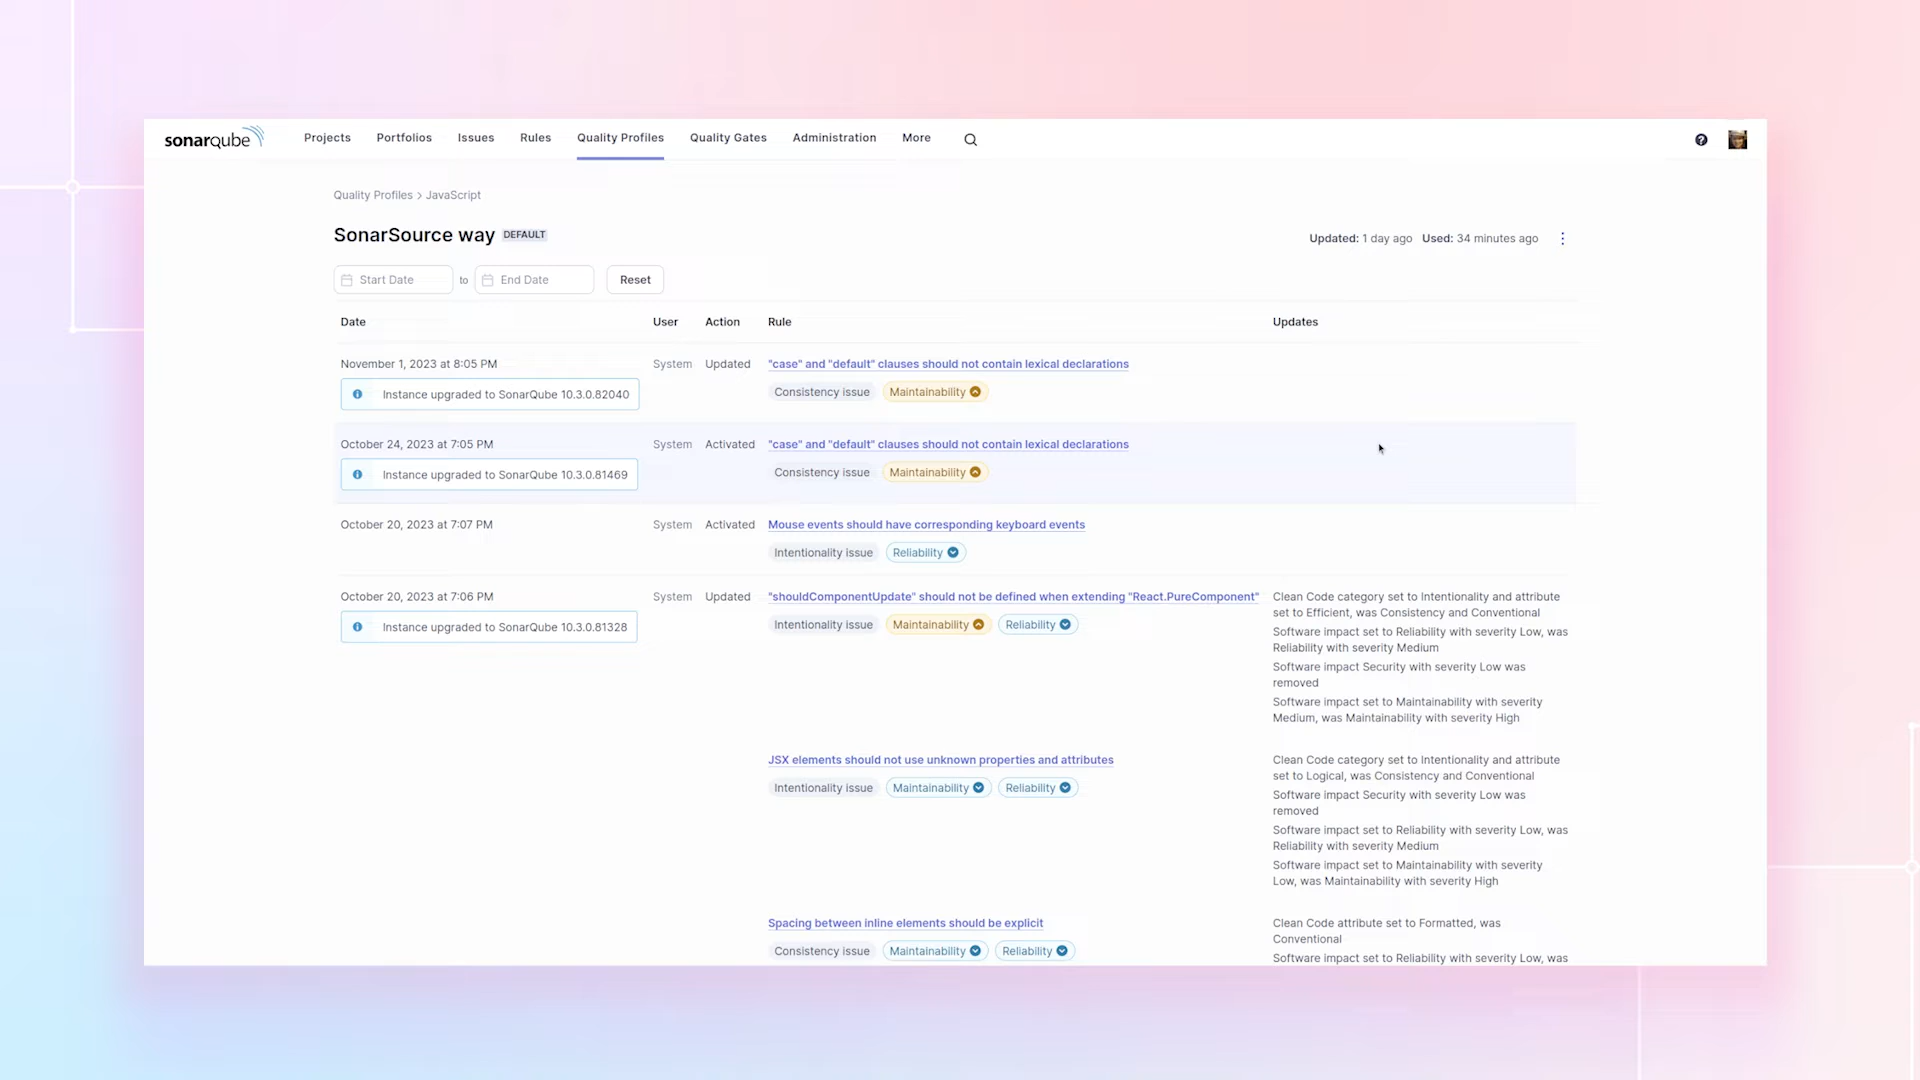 sonarqube Projects Portfolios Issues Rules Quality Profiles Quality Gates Administration More
Quality Profiles > JavaScript
SonarSource way DEFAULT
Updated: 1 day ago Used: 34 minutes ago
Start Date to End Date Reset
Date User Action Rule Updates
November 1, 2023 at 8:05 PM System Updated "case" and "default" clauses should not contain lexical declarations
Instance upgraded to SonarQube 10.3.0.82040 Consistency issue Maintainability
October 24, 2023 at 7:05 PM System Activated "case" and "default" clauses should not contain lexical declarations
Instance upgraded to SonarQube 10.3.0.81469 Consistency issue Maintainability
October 20, 2023 at 7:07 PM System Activated Mouse events should have corresponding keyboard events
Intentionality issue Reliability
October 20, 2023 at 7:06 PM System Updated "shouldComponentUpdate" should not be defined when extending "React.PureComponent"
Instance upgraded to SonarQube 10.3.0.81328 Intentionality issue Maintainability Reliability
Clean Code category set to Intentionality and attribute
set to Efficient, was Consistency and Conventional
Software impact set to Reliability with severity Low, was
Reliability with severity Medium
Software impact Security with severity Low was
removed
Software impact set to Maintainability with severity
Medium, was Maintainability with severity High
JSX elements should not use unknown properties and attributes
Intentionality issue Maintainability Reliability
Clean Code category set to Intentionality and attribute
set to Logical, was Consistency and Conventional
Software impact Security with severity Low was
removed
Software impact set to Reliability with severity Low, was
Reliability with severity Medium
Software impact set to Maintainability with severity
Low, was Maintainability with severity High
Spacing between inline elements should be explicit
Consistency issue Maintainability Reliability
Clean Code attribute set to Formatted, was
Conventional
Software impact set to Reliability with severity Low, was